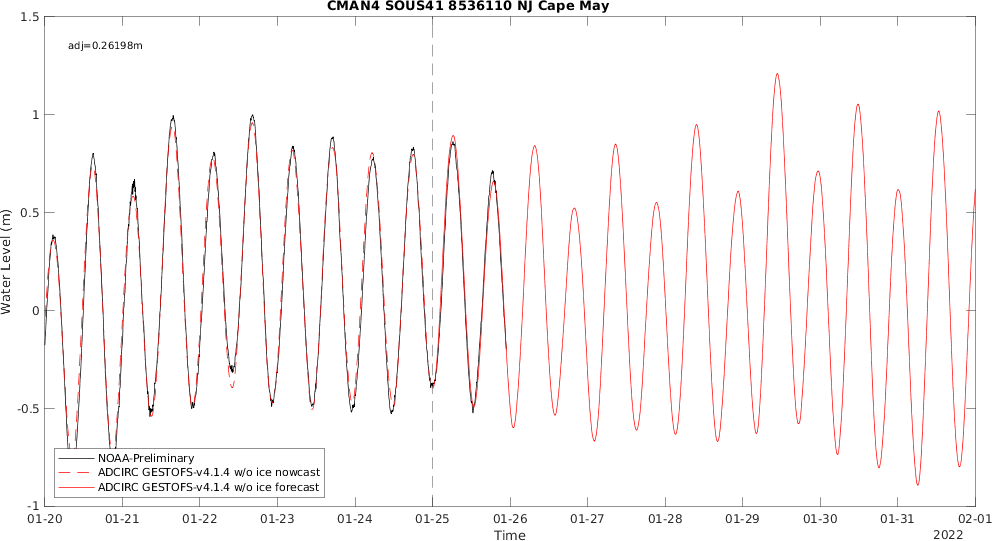 CMAN4 SOUS41 8536110 NJ Cape May
adj=0.26198m
Water Level (m)
1.5
1
0.5
0
-0.5
-1
NOAA-Preliminary
ADCIRC GESTOFS-v4.1.4 w/o ice nowcast
ADCIRC GESTOFS-v4.1.4 w/o ice forecast
01-20 01-21 01-22 01-23 01-24 01-25 01-26 01-27 01-28 01-29 01-30 01-31 02-01
Time
2022